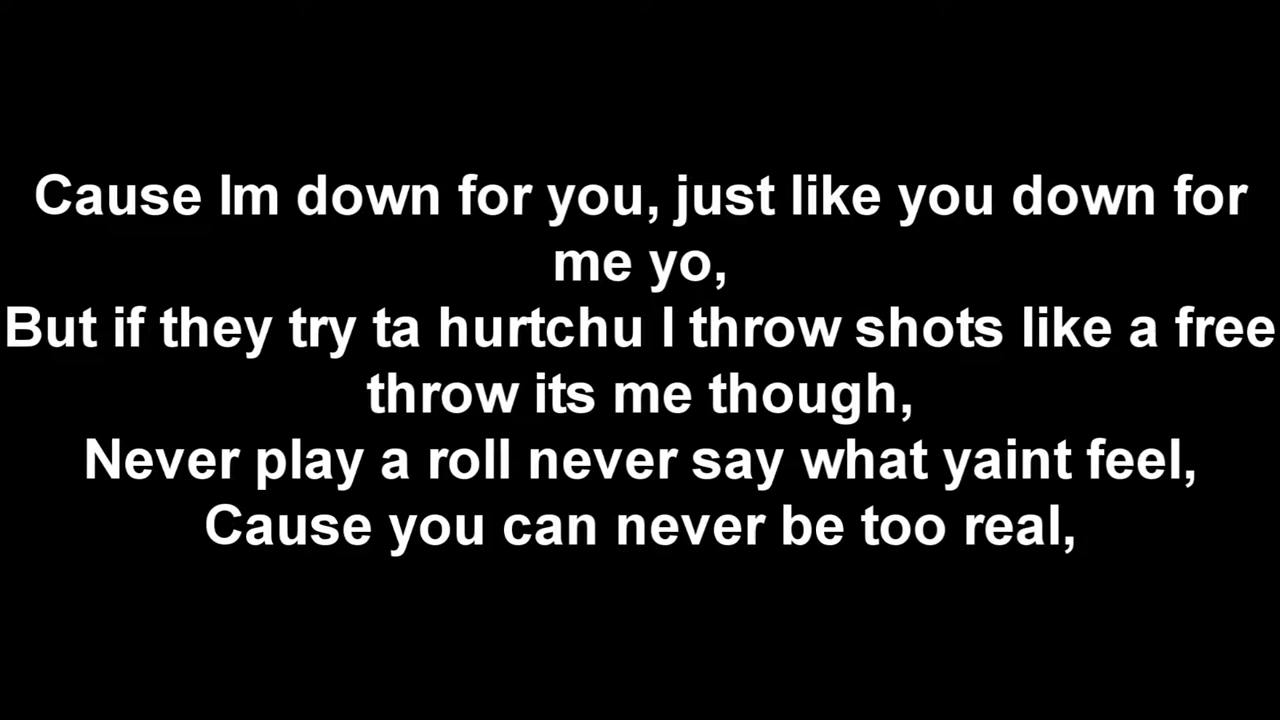 Cause Im down for you, just like you down for
me yo,
But if they try ta hurtchu I throw shots like a free
throw its me though,
Never play a roll never say what yaint feel,
Cause you can never be too real,